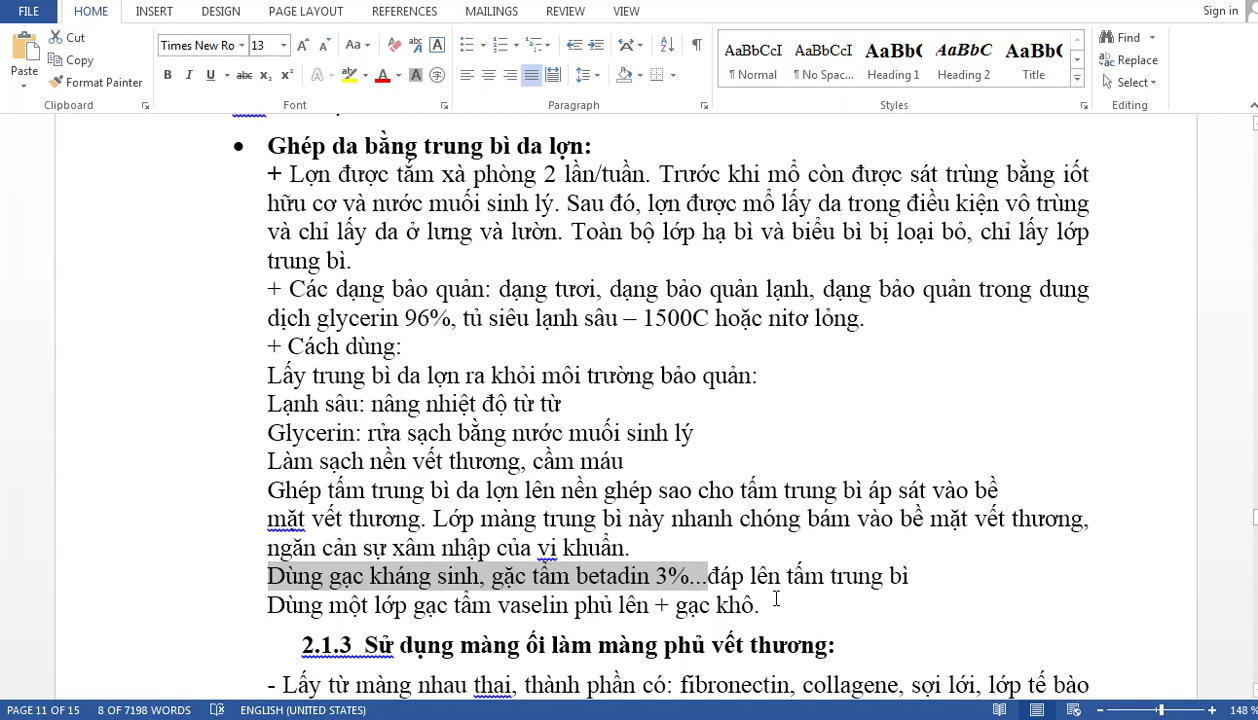 FILE HOME INSERT DESIGN PAGE LAYOUT REFERENCES MAILINGS REVIEW VIEW Sign in
Paste
Cut
Copy
Format Painter
Clipboard
Times New Ro 13
Font
Paragraph
AaBbCcI AaBbCcI AaBbC AaBbC AaBb(
¶ Normal ¶ No Spac... Heading 1 Heading 2 Title
Styles
Find
Replace
Select
Editing
• Ghép da bằng trung bì da lợn:
+ Lợn được tắm xà phòng 2 lần/tuần. Trước khi mổ còn được sát trùng bằng iốt
hữu cơ và nước muối sinh lý. Sau đó, lợn được mổ lấy da trong điều kiện vô trùng
và chỉ lấy da ở lưng và lườn. Toàn bộ lớp hạ bì và biểu bì bị loại bỏ, chỉ lấy lớp
trung bì.
+ Các dạng bảo quản: dạng tươi, dạng bảo quản lạnh, dạng bảo quản trong dung
dịch glycerin 96%, tủ siêu lạnh sâu – 1500C hoặc nitơ lỏng.
+ Cách dùng:
Lấy trung bì da lợn ra khỏi môi trường bảo quản:
Lạnh sâu: nâng nhiệt độ từ từ
Glycerin: rửa sạch bằng nước muối sinh lý
Làm sạch nền vết thương, cầm máu
Ghép tấm trung bì da lợn lên nền ghép sao cho tấm trung bì áp sát vào bề
mặt vết thương. Lớp màng trung bì này nhanh chóng bám vào bề mặt vết thương,
ngăn cản sự xâm nhập của vi khuẩn.
Dùng gạc kháng sinh, gặc tẩm betadin 3%...đáp lên tấm trung bì
Dùng một lớp gạc tẩm vaselin phủ lên + gạc khô.
2.1.3 Sử dụng màng ối làm màng phủ vết thương:
- Lấy từ màng nhau thai, thành phần có: fibronectin, collagene, sợi lới, lớp tế bào
PAGE 11 OF 15 8 OF 7198 WORDS ENGLISH (UNITED STATES) 148 %